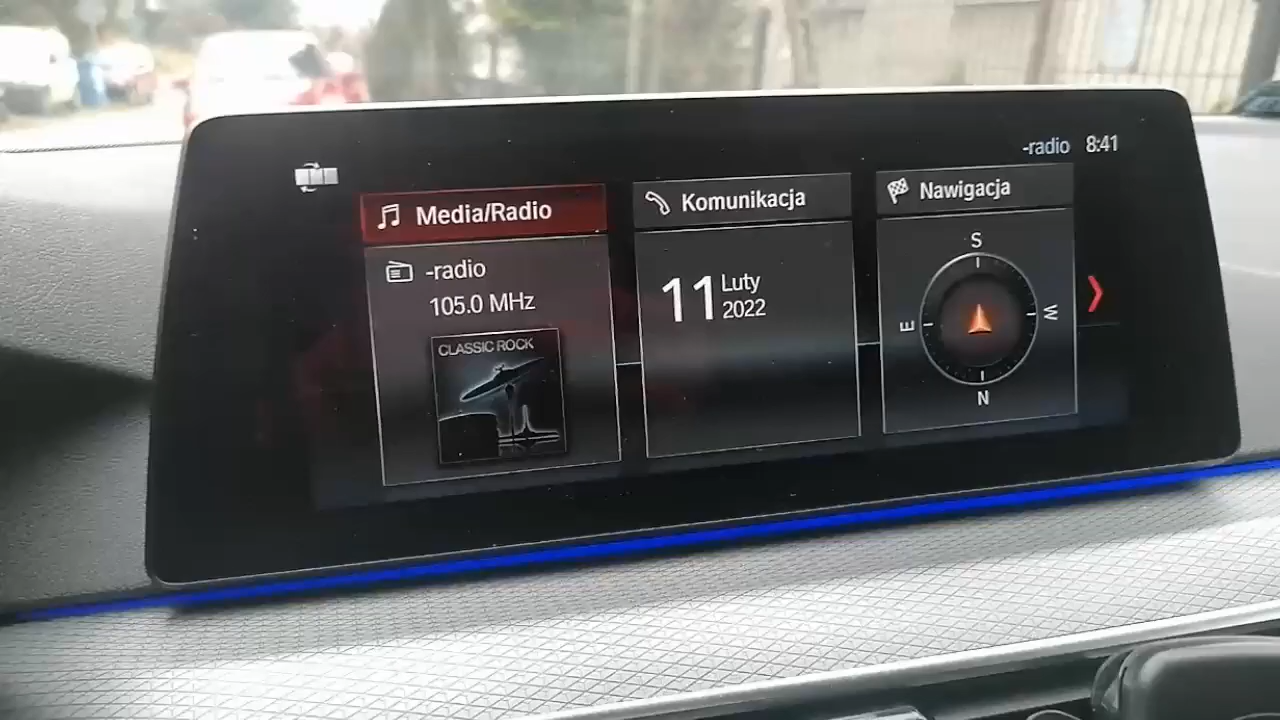 -radio 8:41
Media/Radio
-radio
105.0 MHz
CLASSIC ROCK
Komunikacja
11 Luty
2022
Nawigacja
S
E W
N